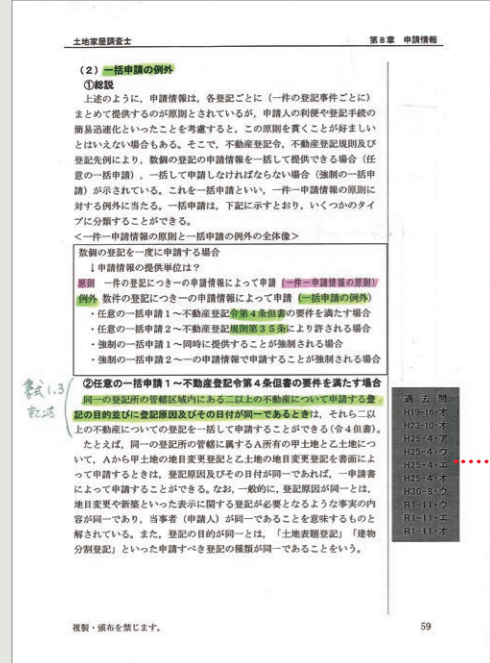 土地家屋調査士
第8章 申請情報
(2)一括申請の例外
①総説
上述のように，申請情報は，各登記ごとに（一件の登記事件ごとに）
まとめて提供するのが原則とされているが，申請人の利便や登記手続の
簡易迅速化といったことを考慮すると，この原則を貫くことが好ましい
とはいえない場合もある。そこで，不動産登記令，不動産登記規則及び
登記先例により，数個の登記の申請情報を一括して提供できる場合（任
意の一括申請），一括して申請しなければならない場合（強制の一括申
請）が示されている。これを一括申請といい，一件一申請情報の原則に
対する例外に当たる。一括申請は，下記に示すとおり，いくつかのタイ
プに分類することができる。
＜一件一申請情報の原則と一括申請の例外の全体像＞
数個の登記を一度に申請する場合
↓申請情報の提供単位は？
原則 一件の登記につき一の申請情報によって申請（一件一申請情報の原則）
例外 数件の登記につき一の申請情報によって申請（一括申請の例外）
・任意の一括申請1～不動産登記令第4条但書の要件を満たす場合
・任意の一括申請2～不動産登記規則第35条により許される場合
・強制の一括申請1～同時に提供することが強制される場合
・強制の一括申請2～一の申請情報で申請することが強制される場合
書式1.3
記述
②任意の一括申請1～不動産登記令第4条但書の要件を満たす場合
同一の登記所の管轄区域内にある二以上の不動産について申請する登
記の目的並びに登記原因及びその日付が同一であるときは，それら二以
上の不動産についての登記を一括して申請することができる（令4但書）。
たとえば，同一の登記所の管轄に属するA所有の甲土地と乙土地につ
いて，Aから甲土地の地目変更登記と乙土地の地目変更登記を書面によ
って申請するときは，登記原因及びその日付が同一であれば，一申請書
によって申請することができる。なお，一般的に，登記原因が同一とは，
地目変更や新築といった表示に関する登記が必要となるような事実の内
容が同一であり，当事者（申請人）が同一であることを意味するものと
解されている。また，登記の目的が同一とは，「土地表題登記」「建物
分割登記」といった申請すべき登記の種類が同一であることをいう。
過去問
H19-16-オ
H23-10-オ
H25-4-ア
H25-4-ウ
H25-4-エ
H25-4-オ
H30-8-ウ
R1-11-ウ
R1-11-エ
R1-11-オ
複製・頒布を禁じます。
59